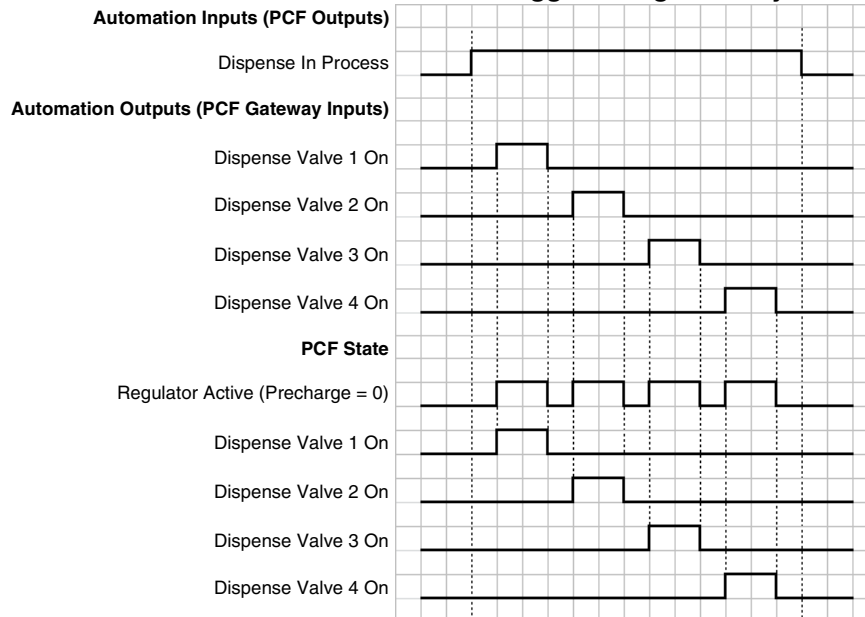 Automation Inputs (PCF Outputs)
Dispense In Process
Automation Outputs (PCF Gateway Inputs)
Dispense Valve 1 On
Dispense Valve 2 On
Dispense Valve 3 On
Dispense Valve 4 On
PCF State
Regulator Active (Precharge = 0)
Dispense Valve 1 On
Dispense Valve 2 On
Dispense Valve 3 On
Dispense Valve 4 On